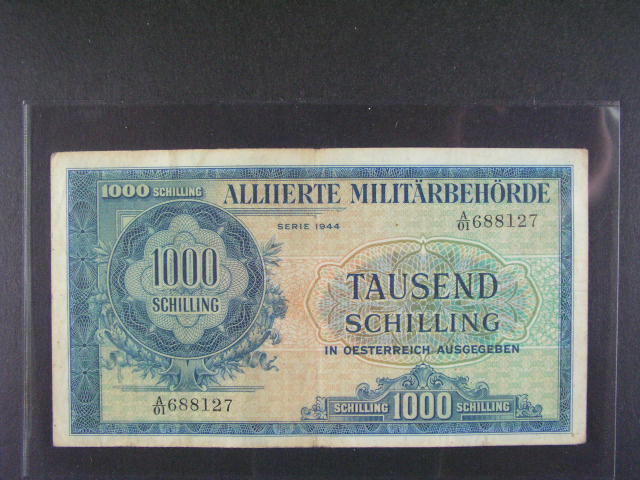 1000 SCHILLING
ALLIIERTE MILITÄRBEHÖRDE
SERIE 1944
A/01 688127
1000
SCHILLING
TAUSEND
SCHILLING
IN OESTERREICH AUSGEGEBEN
A/01 688127
SCHILLING 1000 SCHILLING